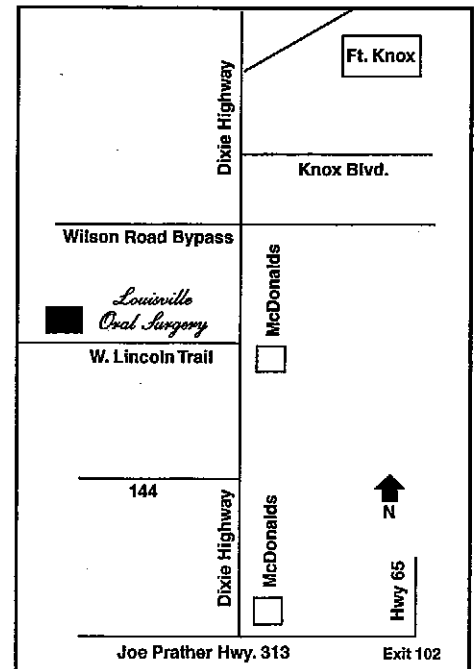 Ft. Knox
Dixie Highway
Knox Blvd.
Wilson Road Bypass
McDonalds
Louisville
Oral Surgery
W. Lincoln Trail
144
Dixie Highway
McDonalds
N
Hwy 65
Joe Prather Hwy. 313
Exit 102